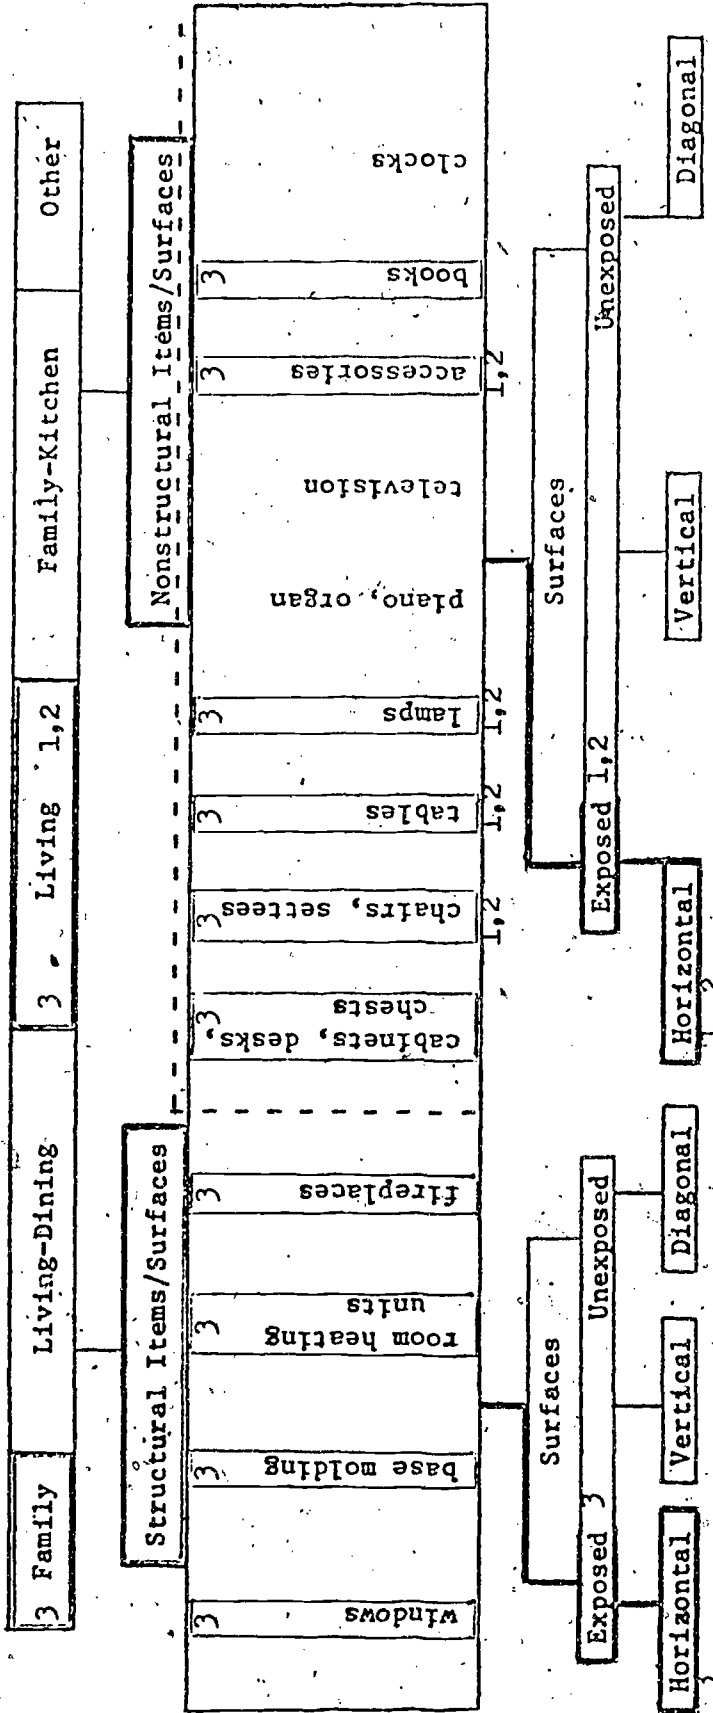 3 Family
Living-Dining
3 Living 1,2
Family-Kitchen
Other
Structural Items/Surfaces
Nonstructural Items/Surfaces
3 windows
3 base molding
3 room heating
units
3 fireplaces
3 cabinets, desks,
chests
3 chairs, settees
1,2
3 tables
1,2
3 lamps
1,2
piano, organ
television
3 accessories
1,2
3 books
clocks
Surfaces
Exposed 3
Unexposed
Horizontal
3
Vertical
Diagonal
Surfaces
Exposed 1,2
Unexposed
Horizontal
Vertical
Diagonal